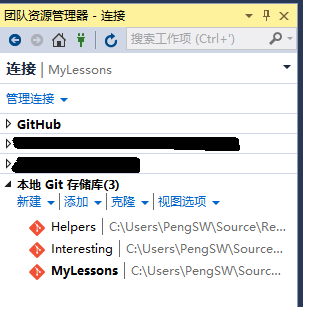 团队资源管理器 - 连接
搜索工作项 (Ctrl+')
连接 | MyLessons
管理连接
GitHub
本地 Git 存储库(3)
新建 | 添加 | 克隆 | 视图选项
Helpers | C:\Users\PengSW\Source\Re...
Interesting | C:\Users\PengSW\Source...
MyLessons | C:\Users\PengSW\Sourc...